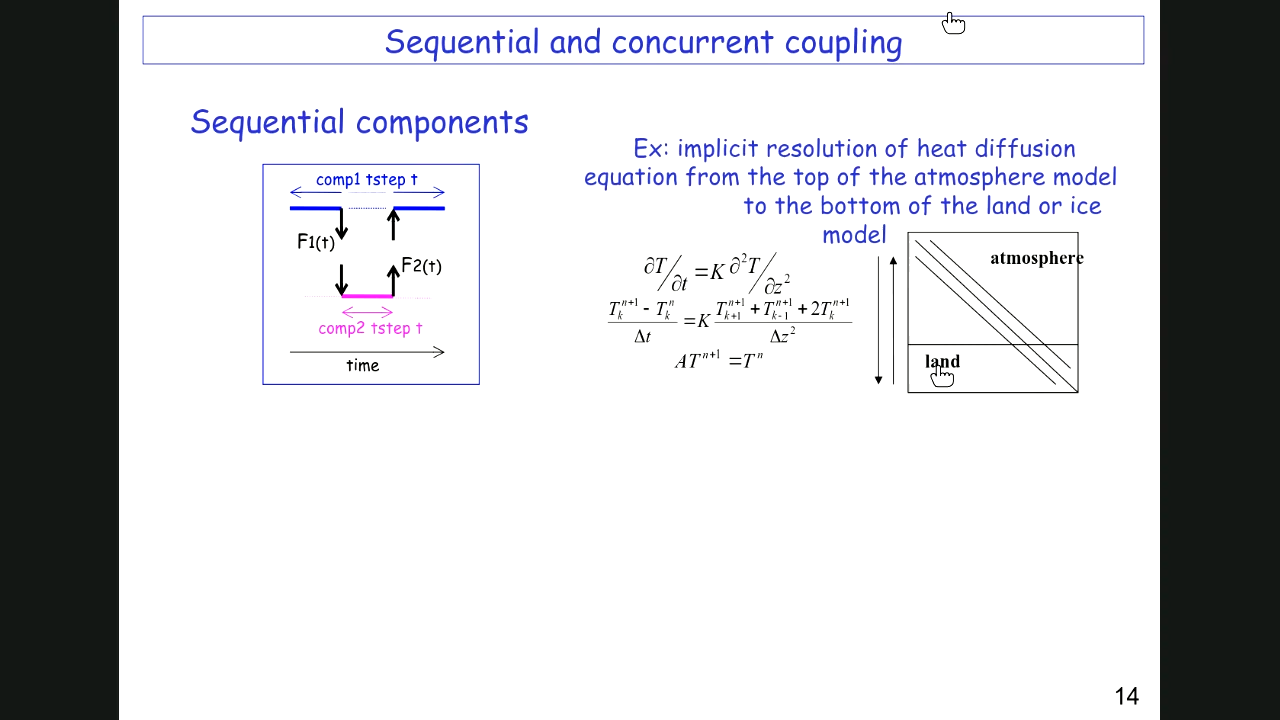 Sequential and concurrent coupling
Sequential components
comp1 tstep t
F1(t)
F2(t)
comp2 tstep t
time
Ex: implicit resolution of heat diffusion
equation from the top of the atmosphere model
to the bottom of the land or ice
model
∂T/∂t = K ∂²T/∂z²
(T_k^{n+1} - T_k^n)/Δt = K (T_{k+1}^{n+1} + T_{k-1}^{n+1} + 2T_k^{n+1})/Δz²
AT^{n+1} = T^n
atmosphere
land
14